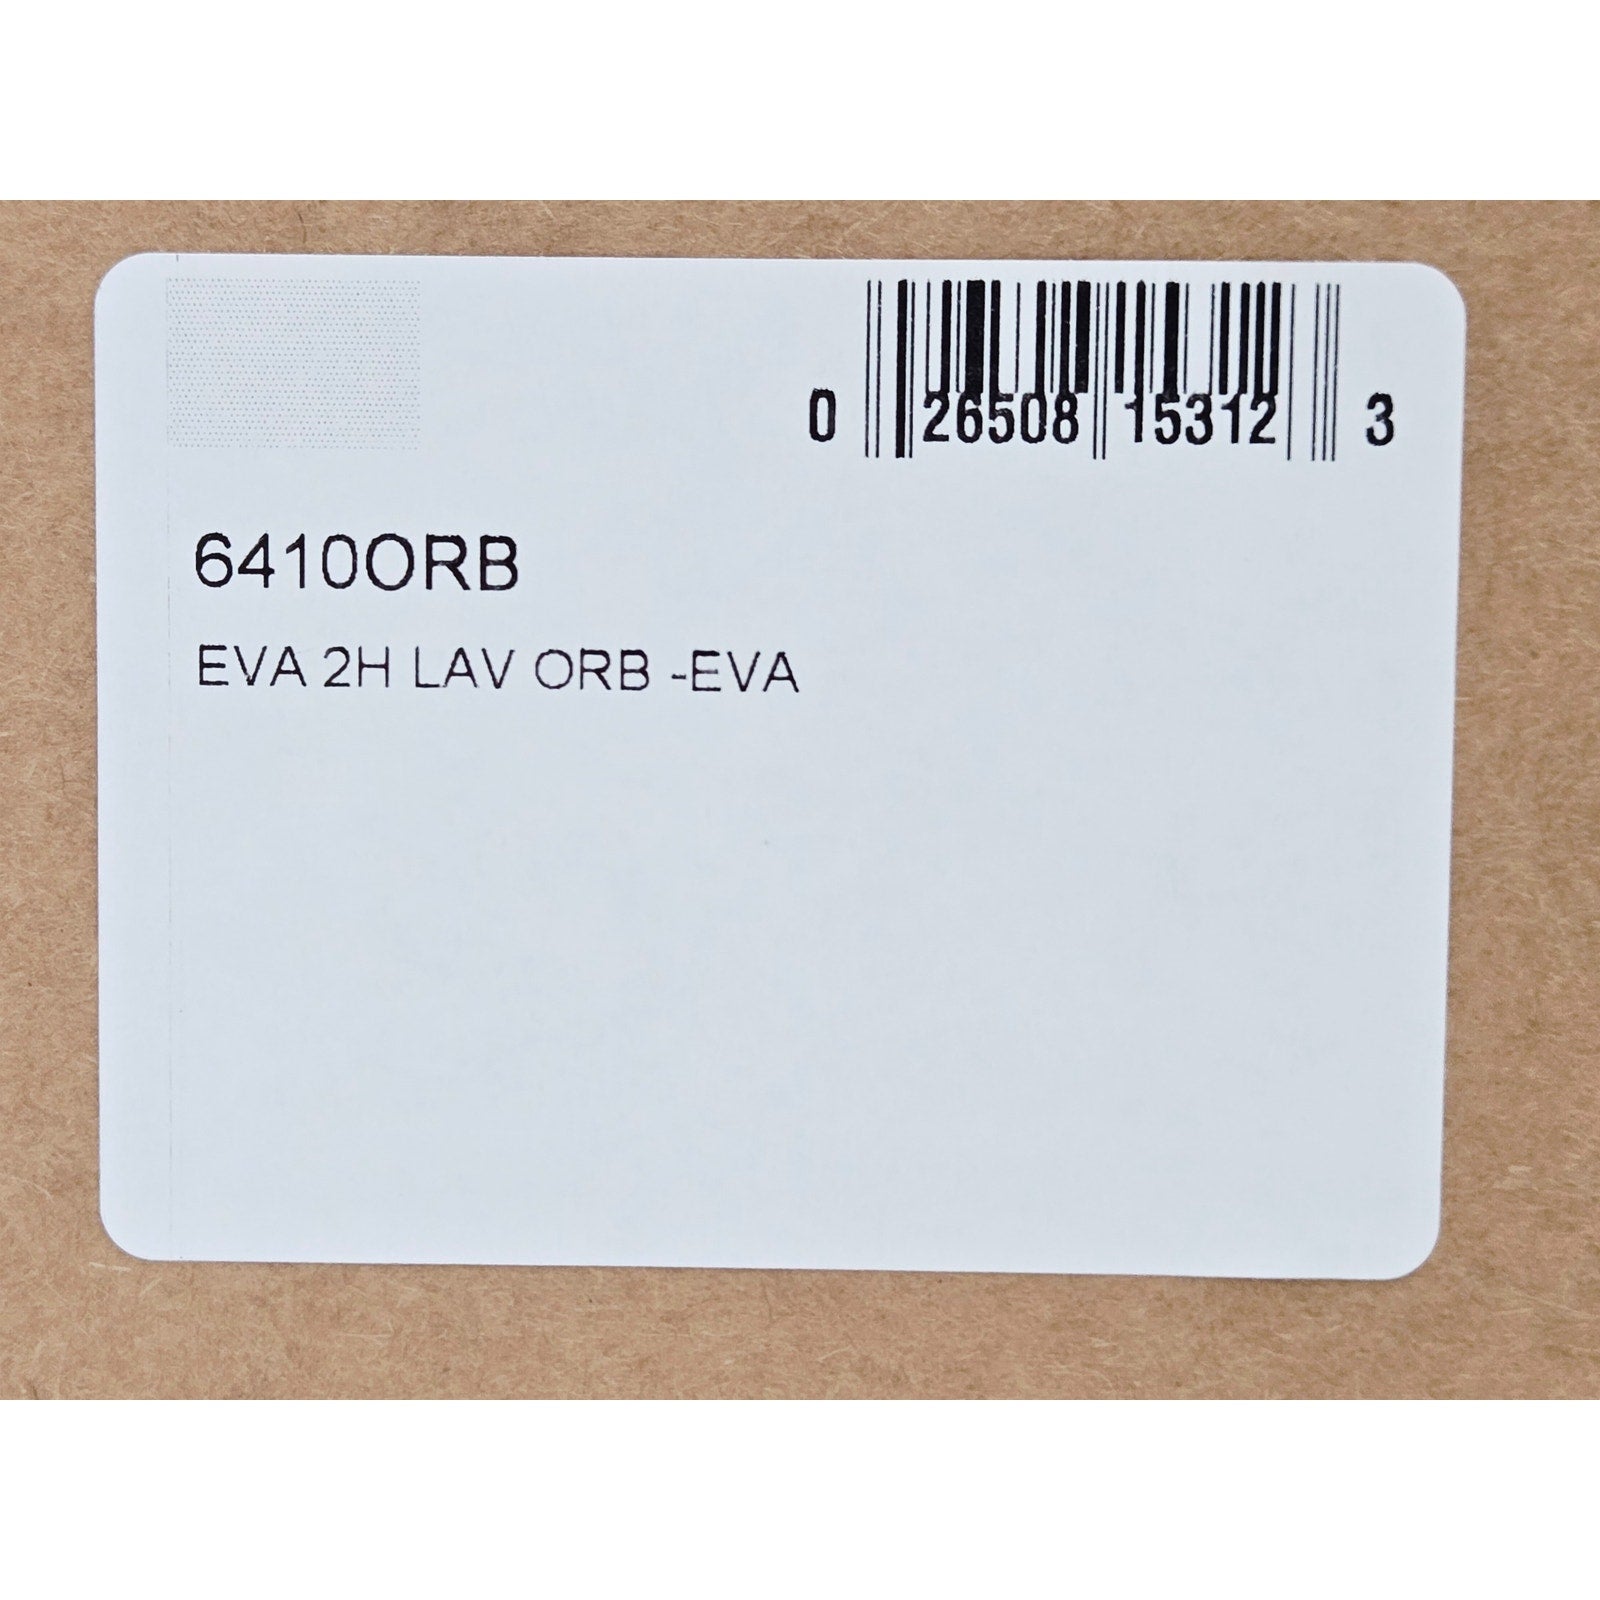 0 26508 15312 3
6410ORB
EVA 2H LAV ORB -EVA